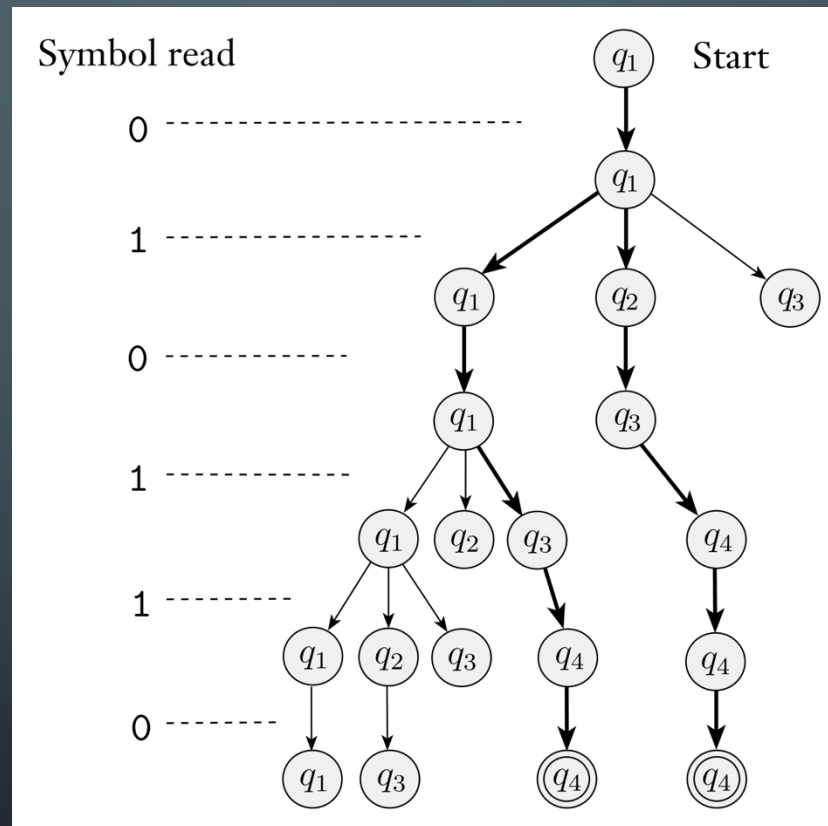 Symbol read q₁ Start
0
q₁
1
q₁ q₂ q₃
0
q₁ q₃
1
q₁ q₂ q₃ q₄
1
q₁ q₂ q₃ q₄ q₄
0
q₁ q₃ q₄ q₄